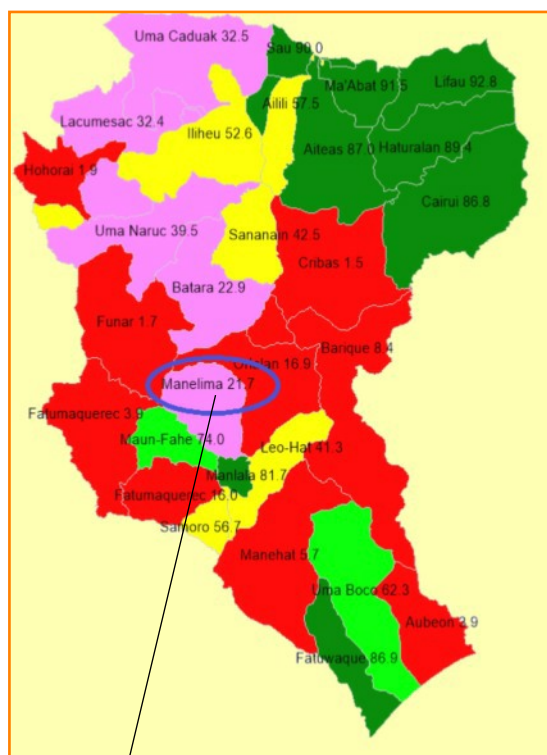 Uma Caduak 32.5
Sau 90.0
Ma'Abat 91.5
Lifau 92.8
Lacumesac 32.4
Ailili 57.5
Iliheu 52.6
Aiteas 87.0
Haturalan 89.4
Hohorai 1.9
Cairui 86.8
Uma Naruc 39.5
Sananain 42.5
Cribas 1.5
Batara 22.9
Funar 1.7
Barique 8.4
Orlalan 16.9
Manelima 21.7
Fatumaquerec 3.9
Maun-Fahe 74.0
Leo-Hat 41.3
Manlala 81.7
Fatumaquerec 16.0
Samoro 56.7
Manehat 5.7
Uma Boco 62.3
Aubeon 3.9
Fatuwaque 86.9